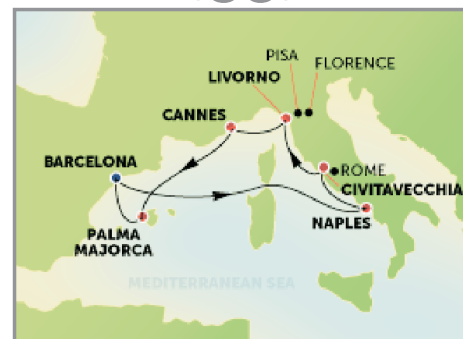 PISA
FLORENCE
LIVORNO
CANNES
BARCELONA
ROME
CIVITAVECCHIA
NAPLES
PALMA
MAJORCA
MEDITERRANEAN SEA